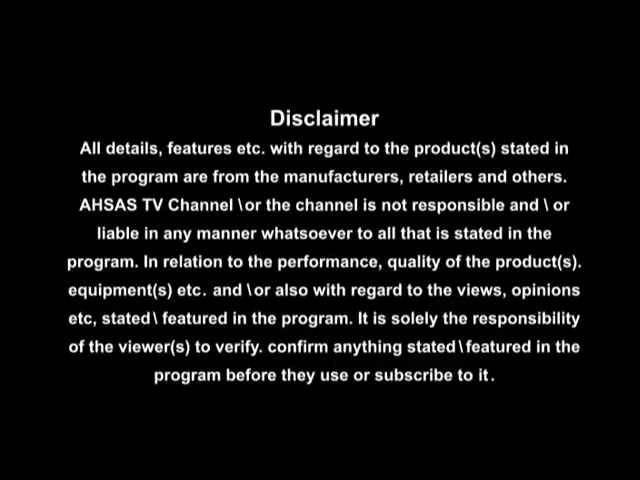 Disclaimer
All details, features etc. with regard to the product(s) stated in
the program are from the manufacturers, retailers and others.
AHSAS TV Channel \or the channel is not responsible and \ or
liable in any manner whatsoever to all that is stated in the
program. In relation to the performance, quality of the product(s).
equipment(s) etc. and \or also with regard to the views, opinions
etc, stated\ featured in the program. It is solely the responsibility
of the viewer(s) to verify. confirm anything stated\featured in the
program before they use or subscribe to it.